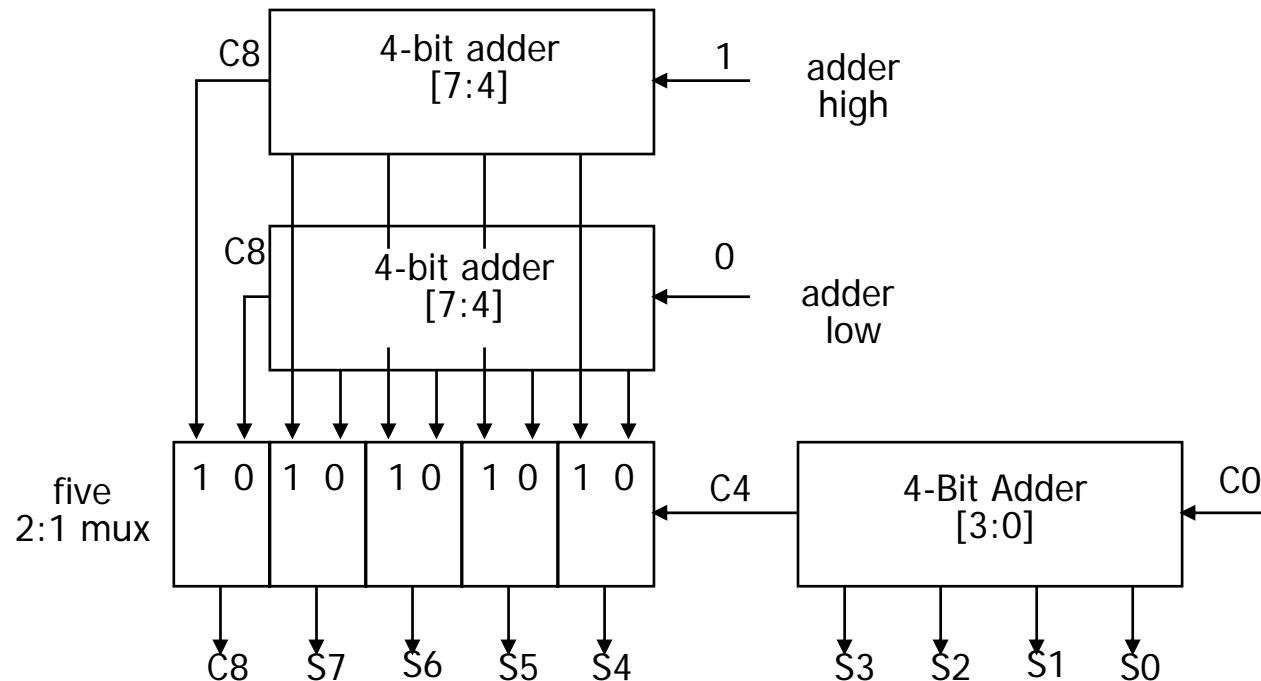 C8
4-bit adder
[7:4]
1
adder
high
C8
4-bit adder
[7:4]
0
adder
low
five
2:1 mux
1 0 1 0 1 0 1 0 1 0
C4
4-Bit Adder
[3:0]
C0
C8 S7 S6 S5 S4 S3 S2 S1 S0